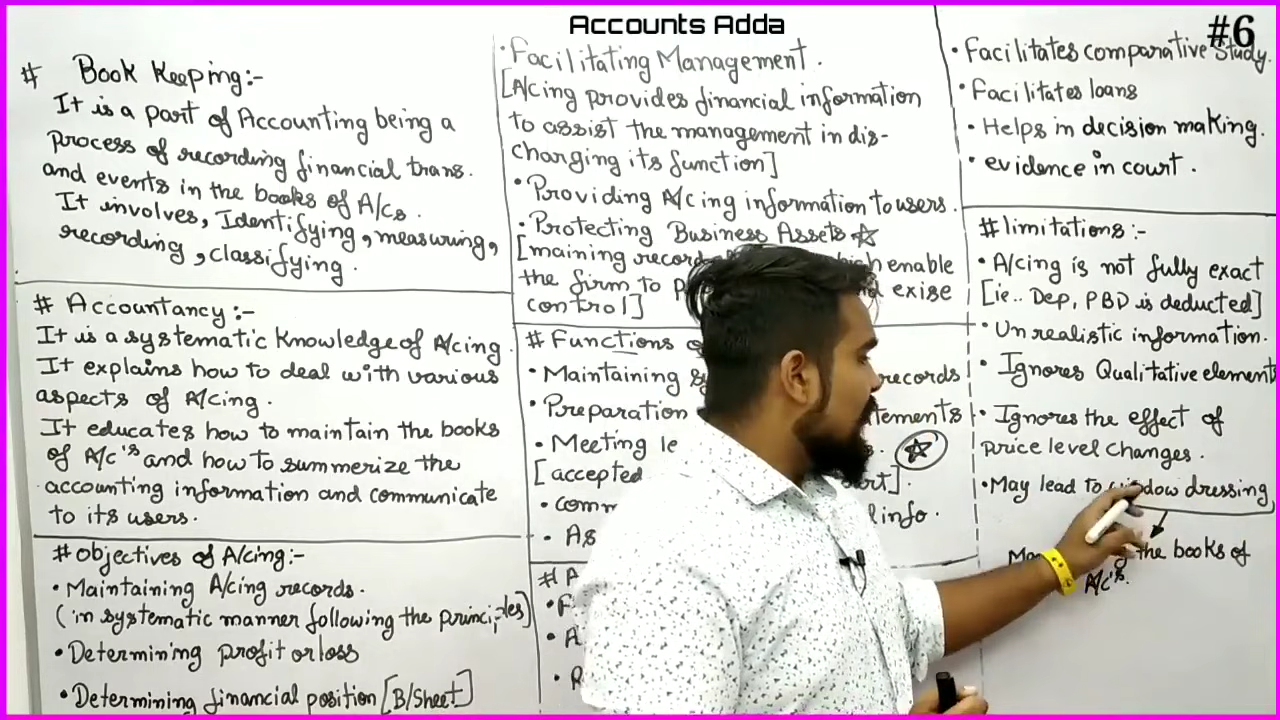 Accounts Adda
#6
# Book Keeping:-
It is a part of Accounting being a
process of recording financial trans.
and events in the books of A/cs.
It involves, Identifying, measuring,
recording, classifying.
# Accountancy:-
It is a systematic Knowledge of A/cing.
It explains how to deal with various
aspects of A/cing.
It educates how to maintain the books
of A/c's and how to summerize the
accounting information and communicate
to its users.
# objectives of A/cing:-
• Maintaining A/cing records.
(in systematic manner following the principles]
• Determining profit or loss
• Determining financial position [B/Sheet]
• Facilitating Management.
[A/cing provides financial information
to assist the management in dis-
charging its function]
• Providing A/cing information to users.
• Protecting Business Assets ☆
[maining record enable
the firm to exise
control]
# Functions
• Maintaining records
• Preparation tements
• Meeting
[accepted
• comm info.
• As
# A
• Facilitates comparative study.
• Facilitates loans
• Helps in decision making.
• evidence in court.
# limitations:-
• A/cing is not fully exact
[ie.. Dep, PBD is deducted]
• Unrealistic information.
• Ignores Qualitative element
• Ignores the effect of
price level changes.
• May lead to window dressing
the books of
A/c's.